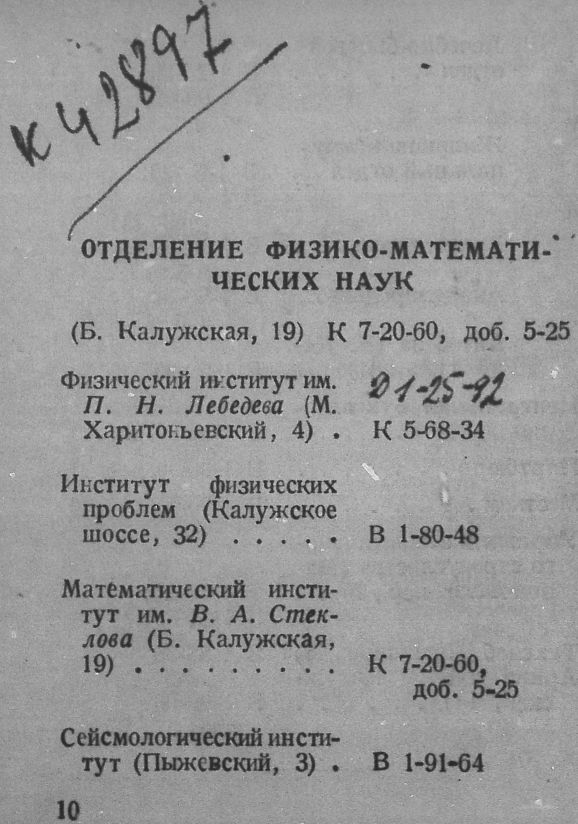 К 42897
ОТДЕЛЕНИЕ ФИЗИКО-МАТЕМАТИ-
ЧЕСКИХ НАУК
(Б. Калужская, 19) К 7-20-60, доб. 5-25
Физический институт им. Д 1-25-92
П. Н. Лебедева (М.
Харитоньевский, 4) . К 5-68-34
Институт физических
проблем (Калужское
шоссе, 32) . . . . . В 1-80-48
Математический инсти-
тут им. В. А. Стек-
лова (Б. Калужская,
19) . . . . . . . . . К 7-20-60,
доб. 5-25
Сейсмологический инсти-
тут (Пыжевский, 3) . В 1-91-64
10